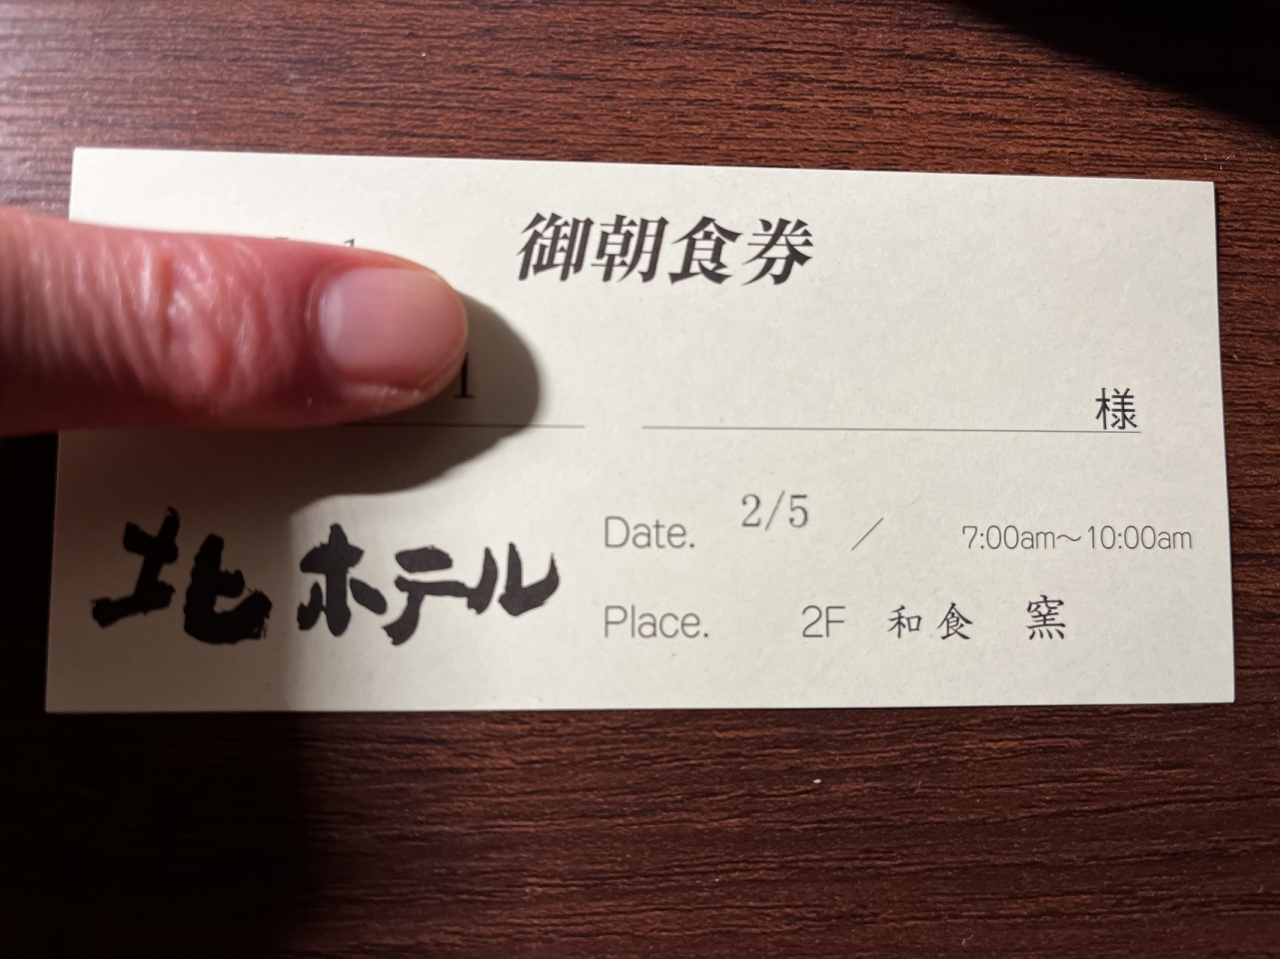 御朝食券
様
北ホテル
Date. 2/5 / 7:00am～10:00am
Place. 2F 和食 窯